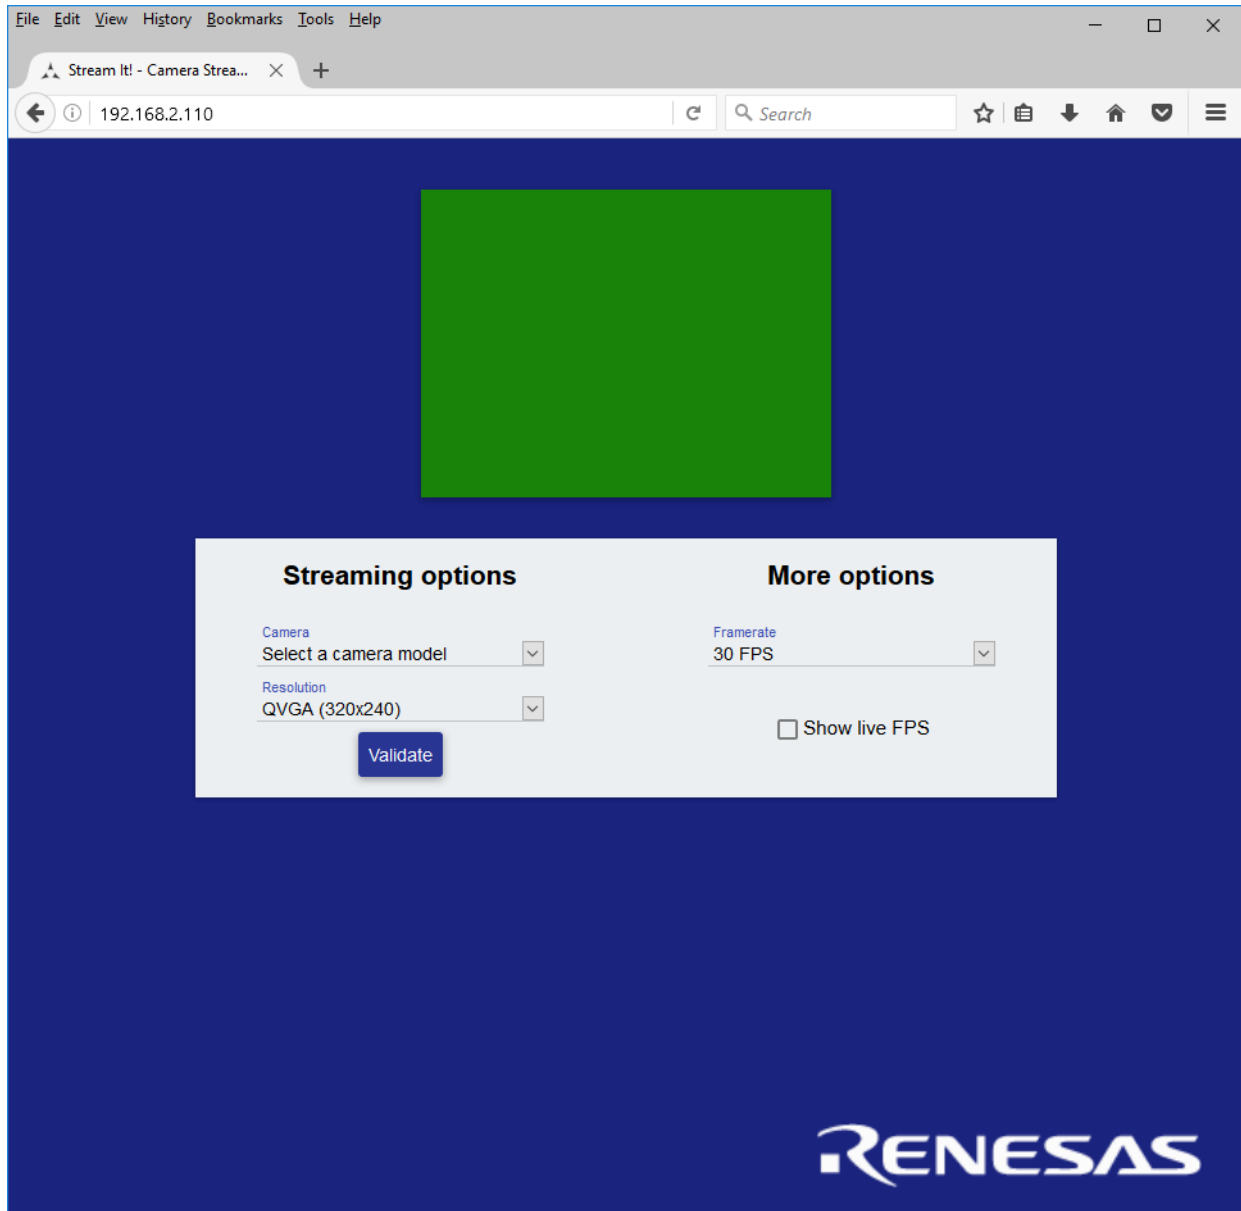 File Edit View History Bookmarks Tools Help
Stream It! - Camera Strea...
192.168.2.110
Search
Streaming options
More options
Camera
Select a camera model
Framerate
30 FPS
Resolution
QVGA (320x240)
Show live FPS
Validate
RENESAS